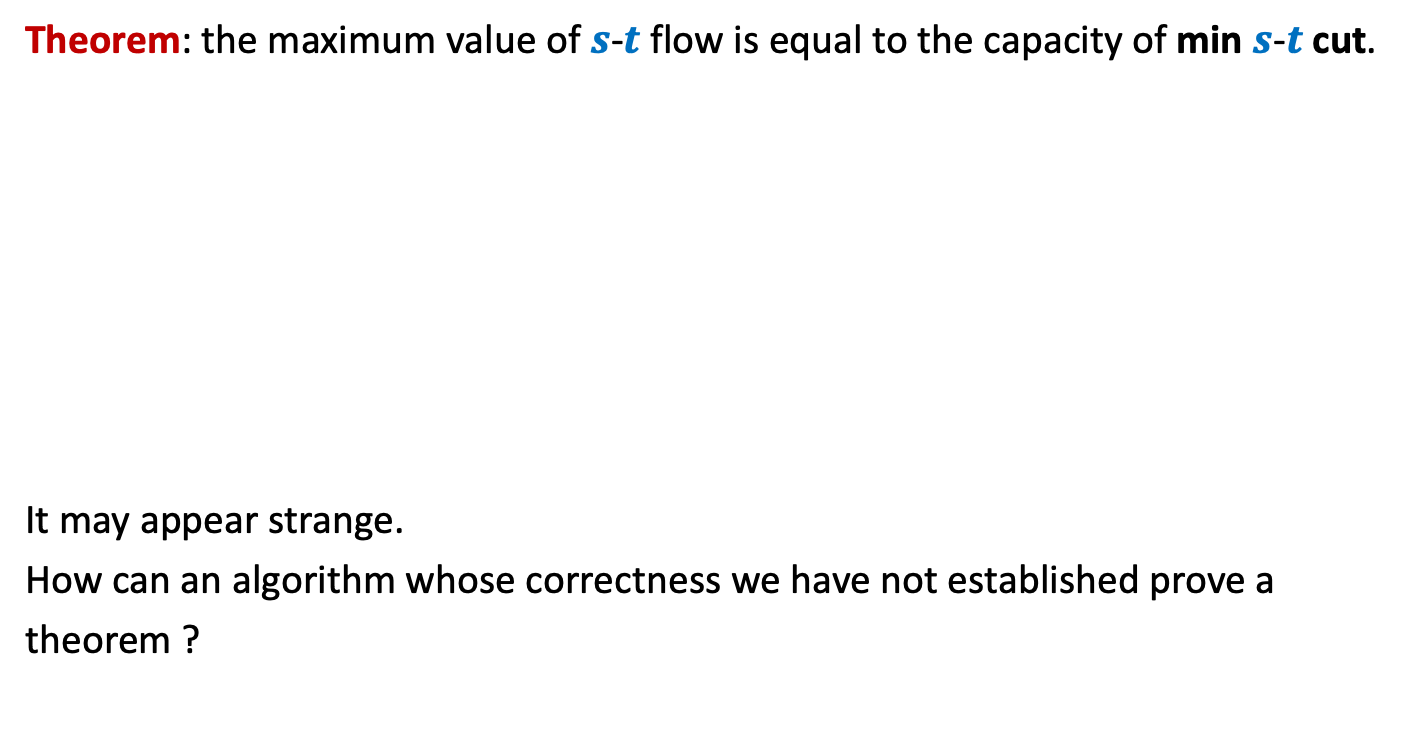 Theorem: the maximum value of s-t flow is equal to the capacity of min s-t cut.
It may appear strange.
How can an algorithm whose correctness we have not established prove a
theorem ?